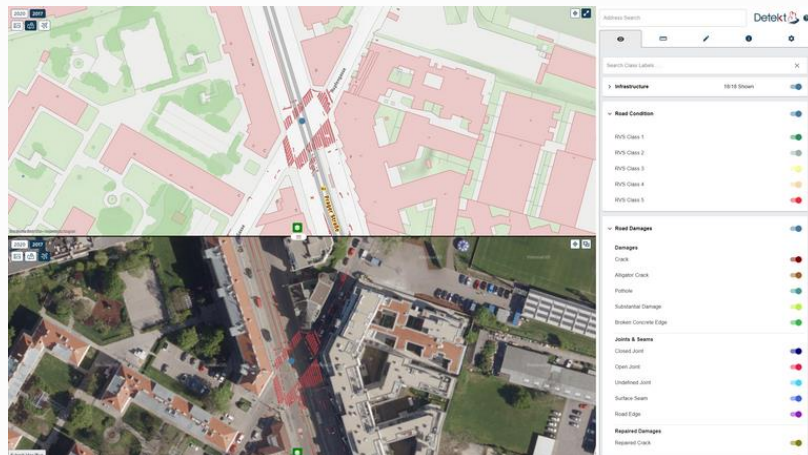 2020 2017
Prager Straße
2020 2017
Address Search
Detekt
Search Class Labels ...
Infrastructure 18/18 Shown
Road Condition
RVS Class 1
RVS Class 2
RVS Class 3
RVS Class 4
RVS Class 5
Road Damages
Damages
Crack
Alligator Crack
Pothole
Substantial Damage
Broken Concrete Edge
Joints & Seams
Closed Joint
Open Joint
Undefined Joint
Surface Seam
Road Edge
Repaired Damages
Repaired Crack